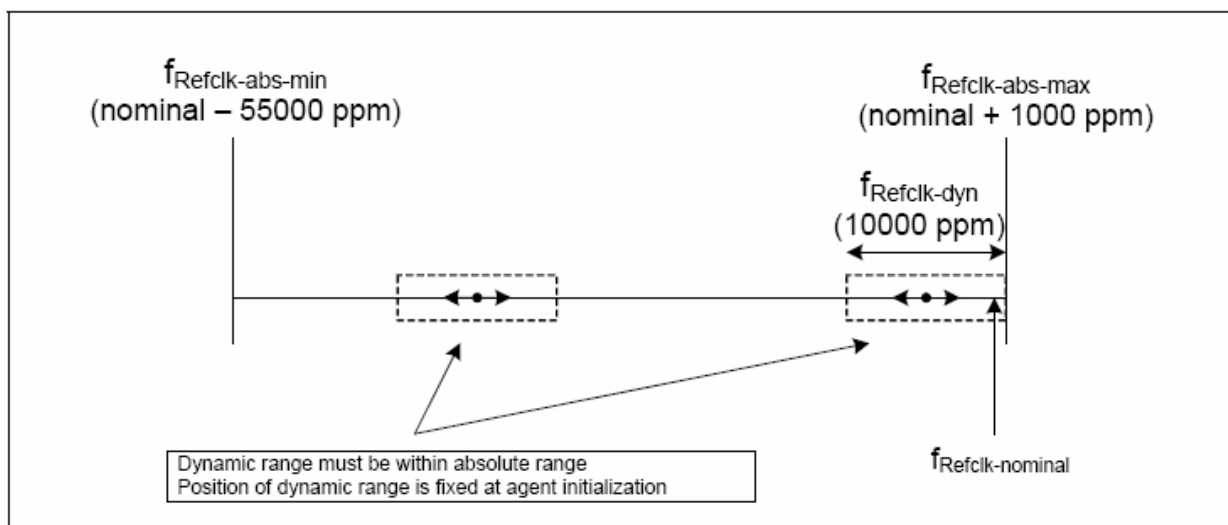 fRefclk-abs-min
(nominal – 55000 ppm)
fRefclk-abs-max
(nominal + 1000 ppm)
fRefclk-dyn
(10000 ppm)
Dynamic range must be within absolute range
Position of dynamic range is fixed at agent initialization
fRefclk-nominal